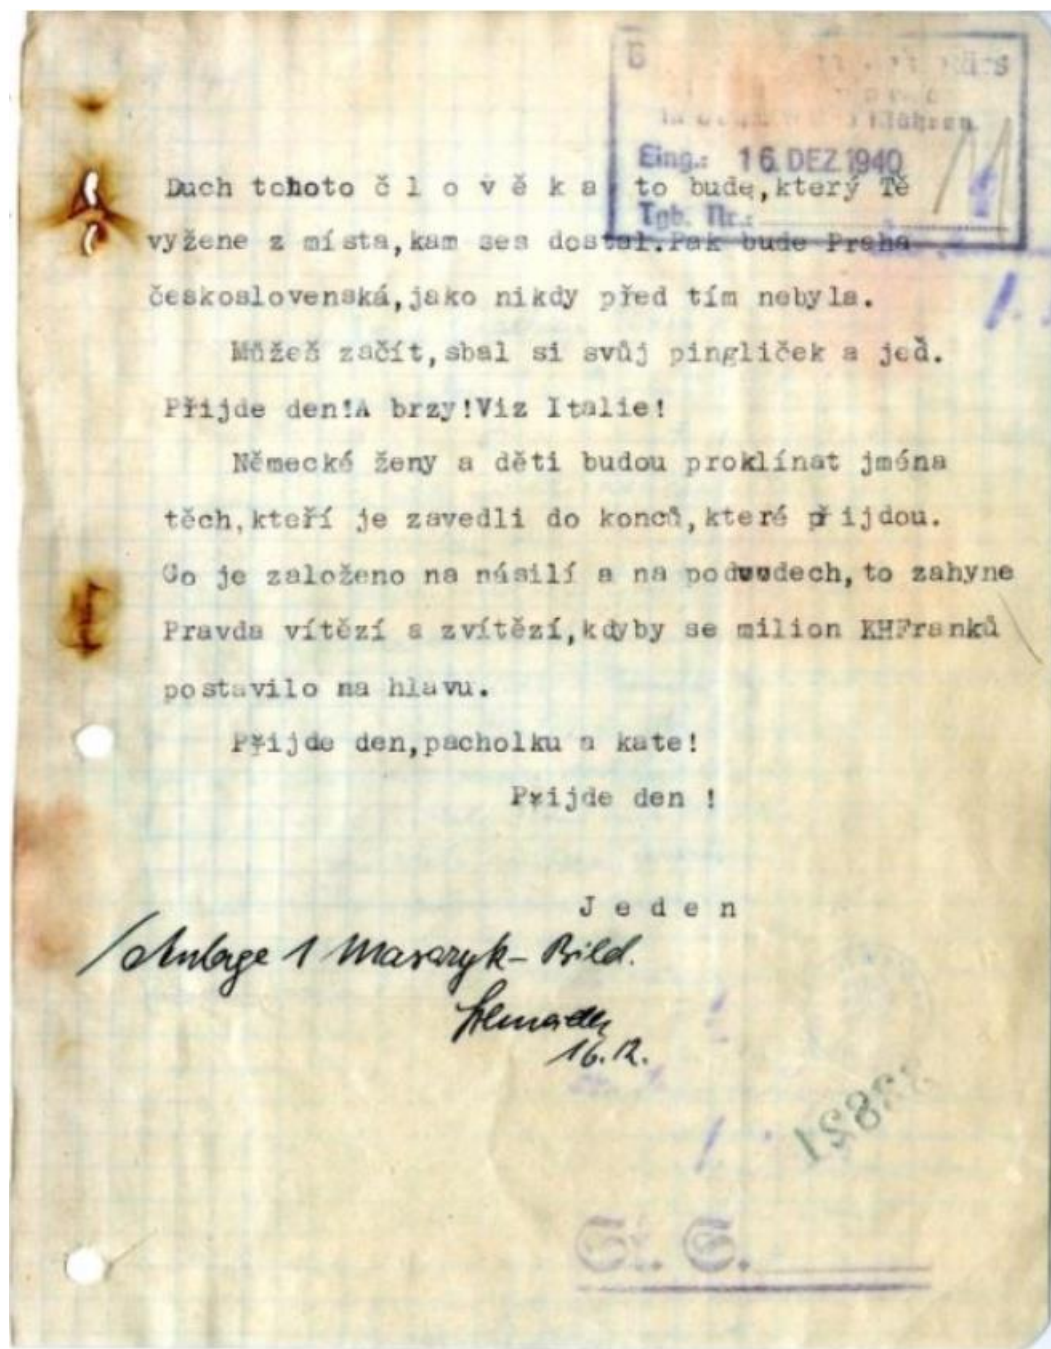 Eing.: 16. DEZ. 1940
Tgb. Nr.:
Duch tohoto č l o v ě k a to bude,který Tě
vyžene z místa,kam ses dostal.Pak bude Praha
československá,jako nikdy před tím nebyla.
Můžeš začít,sbal si svůj pingliček a jeď.
Přijde den!A brzy!Viz Italie!
Německé ženy a děti budou proklínat jména
těch,kteří je zavedli do konců,které přijdou.
Co je založeno na násilí a na podvodech,to zahyne
Pravda vítězí a zvítězí,kdyby se milion KHFranků
postavilo na hlavu.
Přijde den,pacholku a kate!
Přijde den !
J e d e n
/Anlage 1 Masaryk-Bild.
16.12.
St. S.